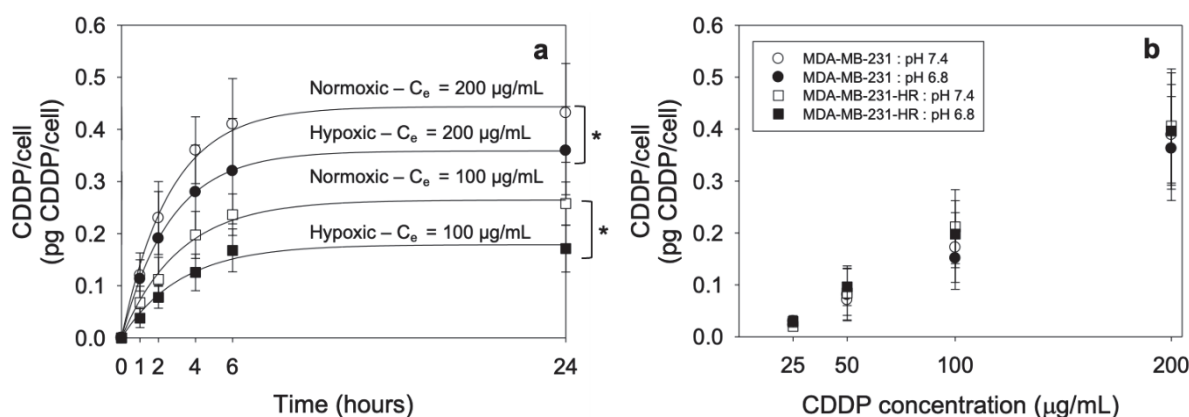 a
0.6
0.5
0.4
0.3
0.2
0.1
0.0
CDDP/cell
(pg CDDP/cell)
Normoxic – Cₑ = 200 µg/mL
Hypoxic – Cₑ = 200 µg/mL
*
Normoxic – Cₑ = 100 µg/mL
Hypoxic – Cₑ = 100 µg/mL
*
0 1 2 4 6 24
Time (hours)
b
0.6
0.5
0.4
0.3
0.2
0.1
0.0
CDDP/cell
(pg CDDP/cell)
MDA-MB-231 : pH 7.4
MDA-MB-231 : pH 6.8
MDA-MB-231-HR : pH 7.4
MDA-MB-231-HR : pH 6.8
25 50 100 200
CDDP concentration (µg/mL)